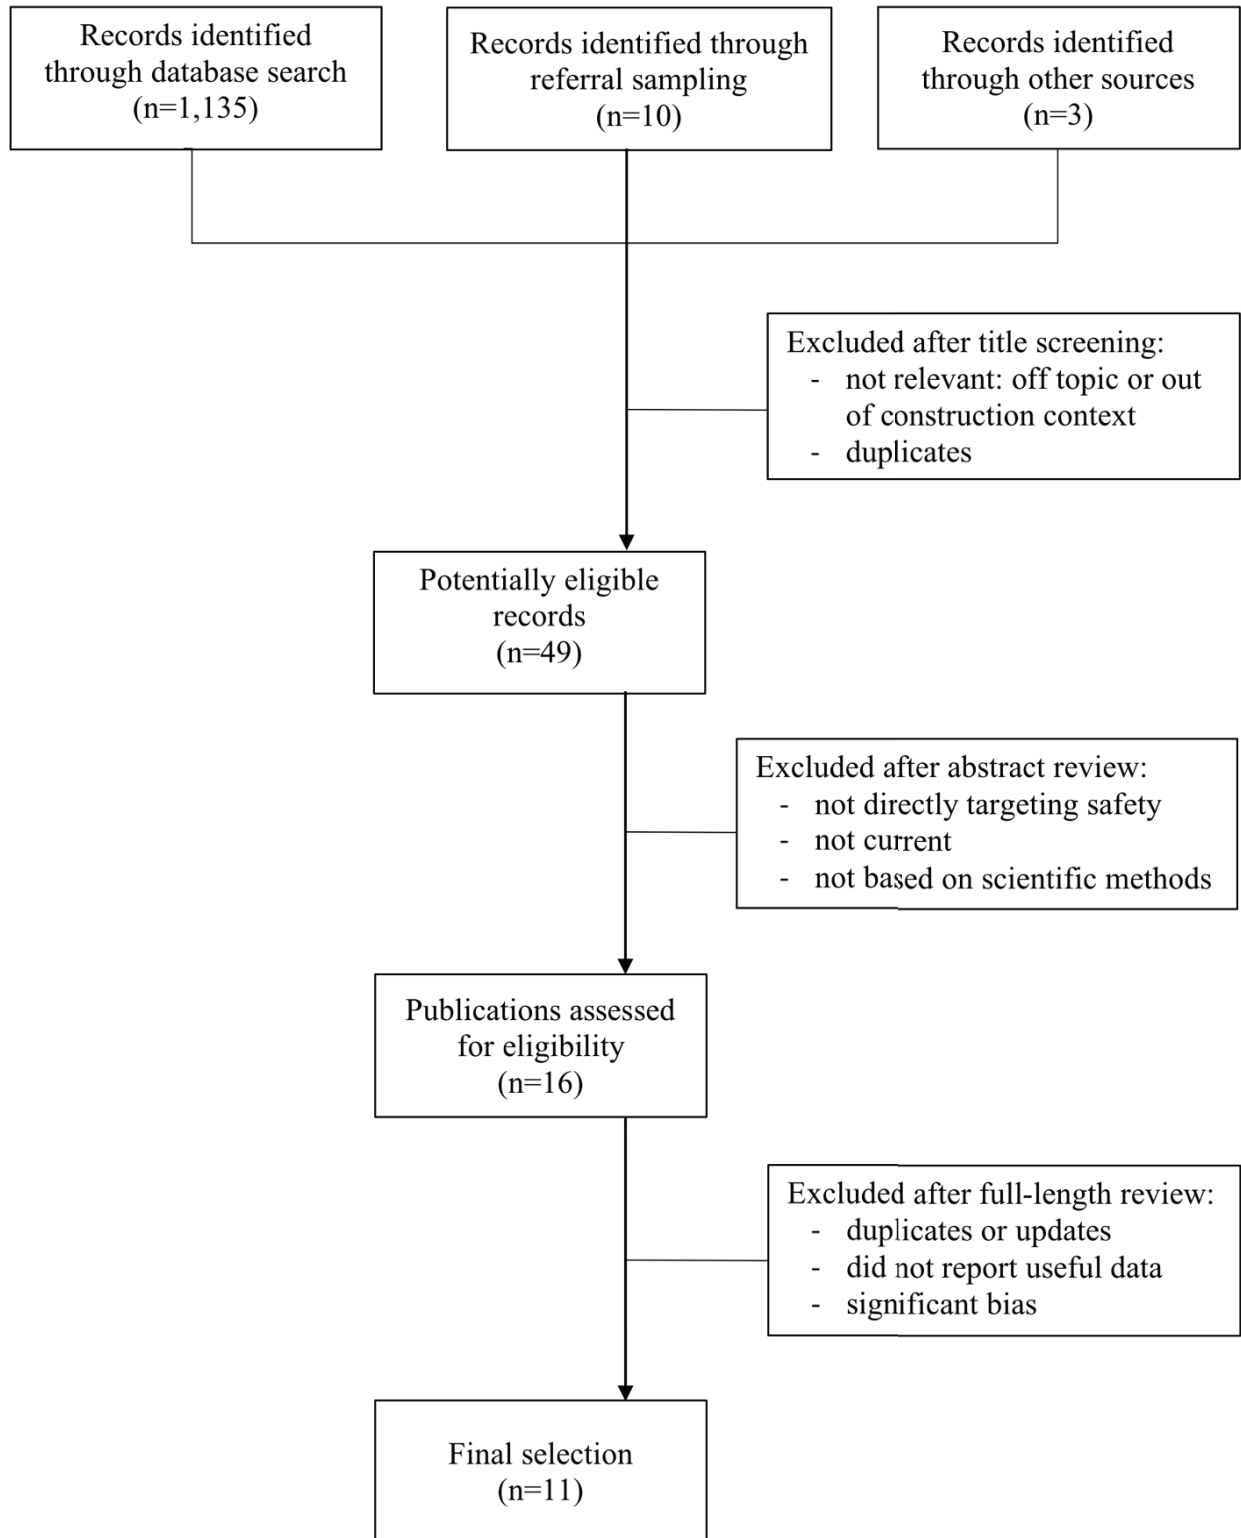 Records identified
through database search
(n=1,135)
Records identified through
referral sampling
(n=10)
Records identified
through other sources
(n=3)
Excluded after title screening:
- not relevant: off topic or out
of construction context
- duplicates
Potentially eligible
records
(n=49)
Excluded after abstract review:
- not directly targeting safety
- not current
- not based on scientific methods
Publications assessed
for eligibility
(n=16)
Excluded after full-length review:
- duplicates or updates
- did not report useful data
- significant bias
Final selection
(n=11)